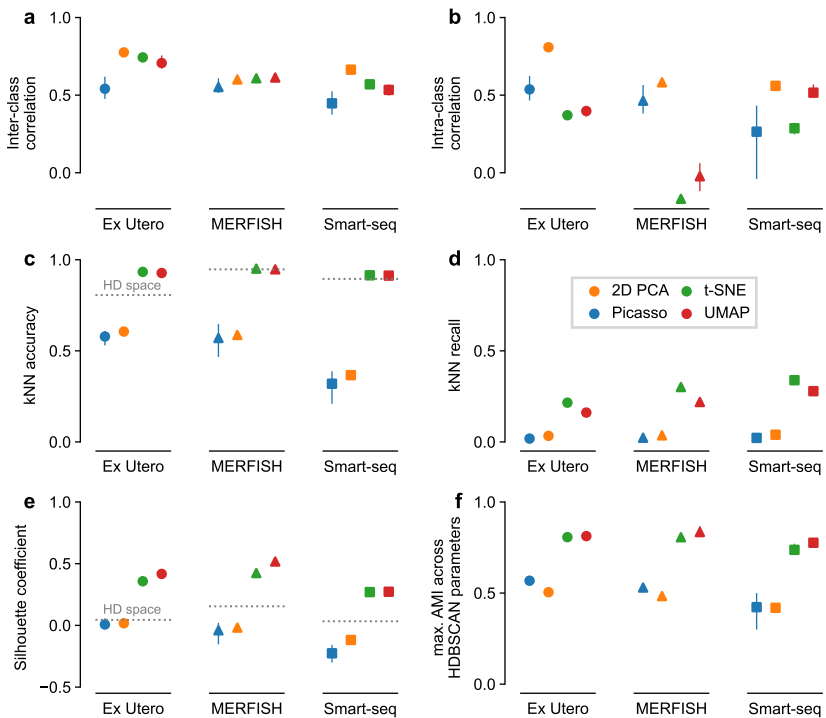 a
1.0
0.5
0.0
Inter-class
correlation
Ex Utero
MERFISH
Smart-seq
b
1.0
0.5
0.0
Intra-class
correlation
Ex Utero
MERFISH
Smart-seq
c
1.0
0.5
0.0
kNN accuracy
HD space
Ex Utero
MERFISH
Smart-seq
d
1.0
0.5
0.0
kNN recall
2D PCA
t-SNE
Picasso
UMAP
Ex Utero
MERFISH
Smart-seq
e
1.0
0.5
0.0
−0.5
Silhouette coefficient
HD space
Ex Utero
MERFISH
Smart-seq
f
1.0
0.5
0.0
max. AMI across
HDBSCAN parameters
Ex Utero
MERFISH
Smart-seq